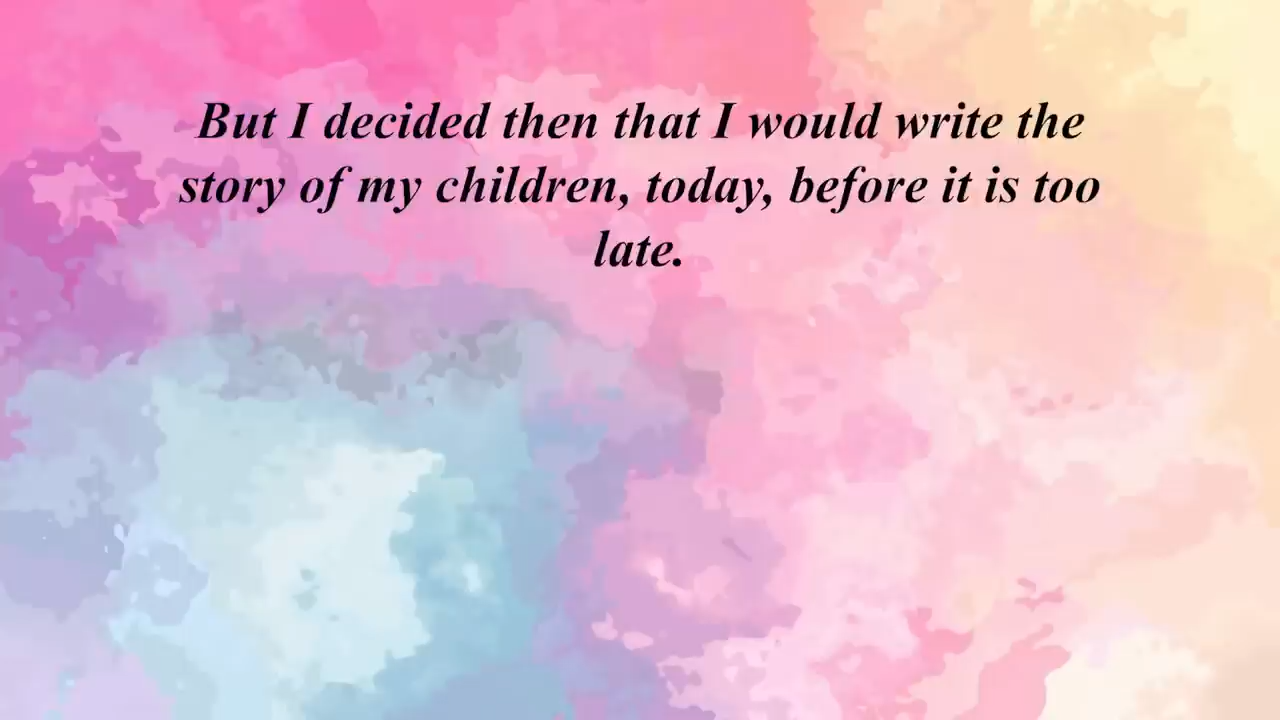 But I decided then that I would write the
story of my children, today, before it is too
late.